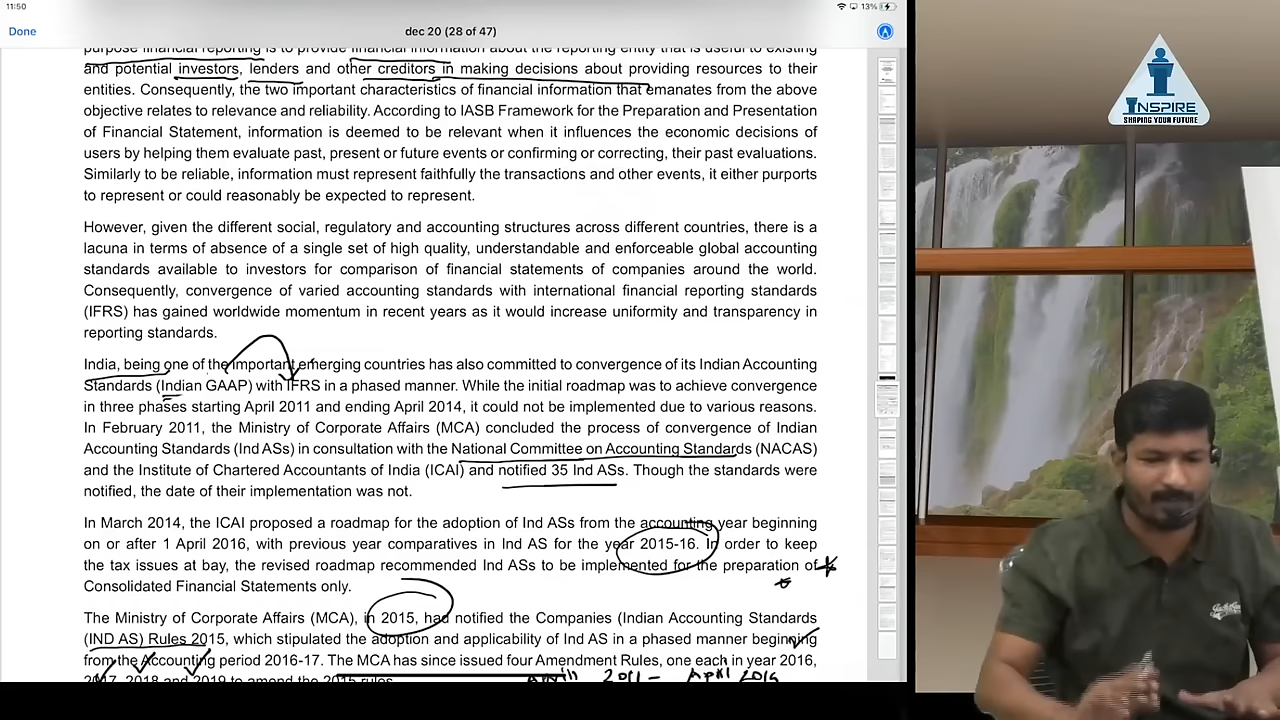 11:50
13%
Done
dec 20 (28 of 47)
purpose financial reporting is to provide financial information about the reporting entity that is useful to existing
and potential investors, lenders and other creditors in making decisions about providing resources to their
entities. Consequently, the two important characteristics of financial information that emanates from the above
objective relate to relevance and reliability. According to the IASB Framework for the Preparation and Presentation
of Financial Statement, information is deemed to be relevant when it influences the economic decisions of
users by helping them evaluate past, present or future events or confirming or correcting, their past evaluations.
Similarly to be reliable, information must represent faithfully the transactions and other events, it either purports
to represent or could reasonably be expected to represent.
However, given the different legal, regulatory and accounting structures across different countries, there is a
lacuna in terms of absence of a single set of high quality, understandable and enforceable global accounting
standards and due to in turn for comparison of financial statements of companies around the world.
Consequently, convergence of varied accounting standards with international financial reporting standards
(IFRS) has gained worldwide momentum in recent years as it would increase uniformity and transparency in
reporting standards.
India, being one of the important emerging countries has also committed to convergence of its Indian Accounting
Standards (Indian GAAP) with IFRS in a phased manner. While the initial roadmap was to achieve convergence
in three phases starting April 2011 and ending April 2014, it could not be implemented due to various reasons.
In February 2011, the Ministry of Corporate Affairs (MCA) concluded the process of convergence of Indian
Accounting Standards (Ind AS) in consultation with the National Committee on Accounting Standards (NACAS)
and the Institute of Chartered Accountants of India (ICAI) and notified 35 Ind ASs. Though the standards were
notified, the date of their implementation was not.
In March 2014, the ICAI proposed a roadmap for the adoption of Ind ASs from the accounting year beginning
on or after 1 April 2016, with previous year comparatives in Ind AS for the year 2015-16. In order to keep
the tax issues at bay, the new roadmap recommended Ind ASs to be implemented for the preparation of
Consolidated Financial Statements only.
The Ministry of Corporate Affairs (MCA), in 2015, had notified the Companies (Indian Accounting Standards
(IND AS) Rules 2015, which stipulated the adoption and applicability of Ind AS in a phased manner beginning
from the Accounting period 2016-17. The MCA has since issued four Amendment Rules, one each in year 2016,
2017, 2018 and 2019 to amend the 2015 rules.
April 2011 - April 2016
INSPIRE
SHAPING YOUR FUTURE